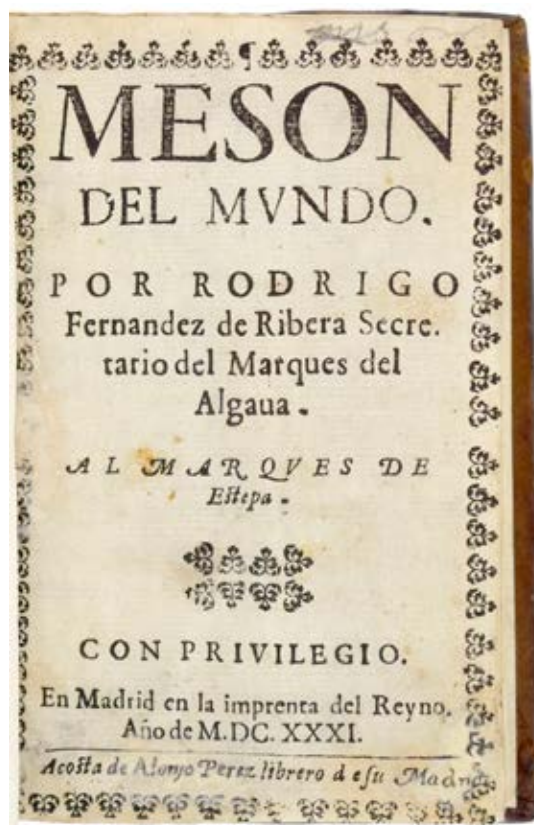 MESON
DEL MVNDO.
POR RODRIGO
Fernandez de Ribera Secre.
tario del Marques del
Algaua.
AL MARQVES DE
Estepa.
CON PRIVILEGIO.
En Madrid en la imprenta del Reyno.
Año de M.DC.XXXI.
Acosta de Alonso Perez librero de su